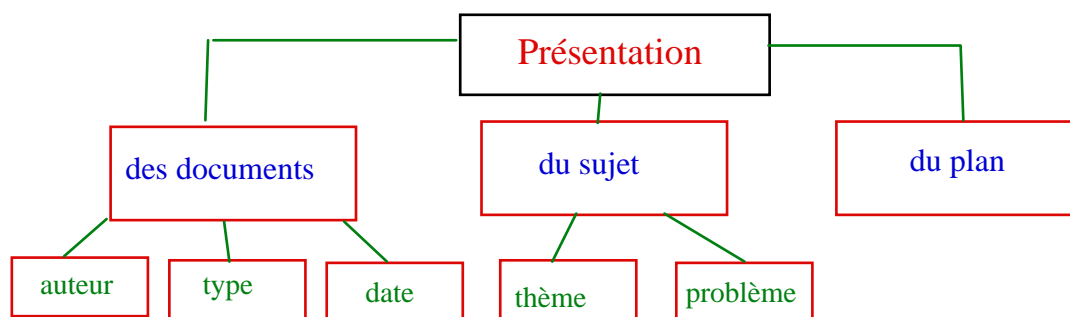 Présentation
des documents
du sujet
du plan
auteur
type
date
thème
problème